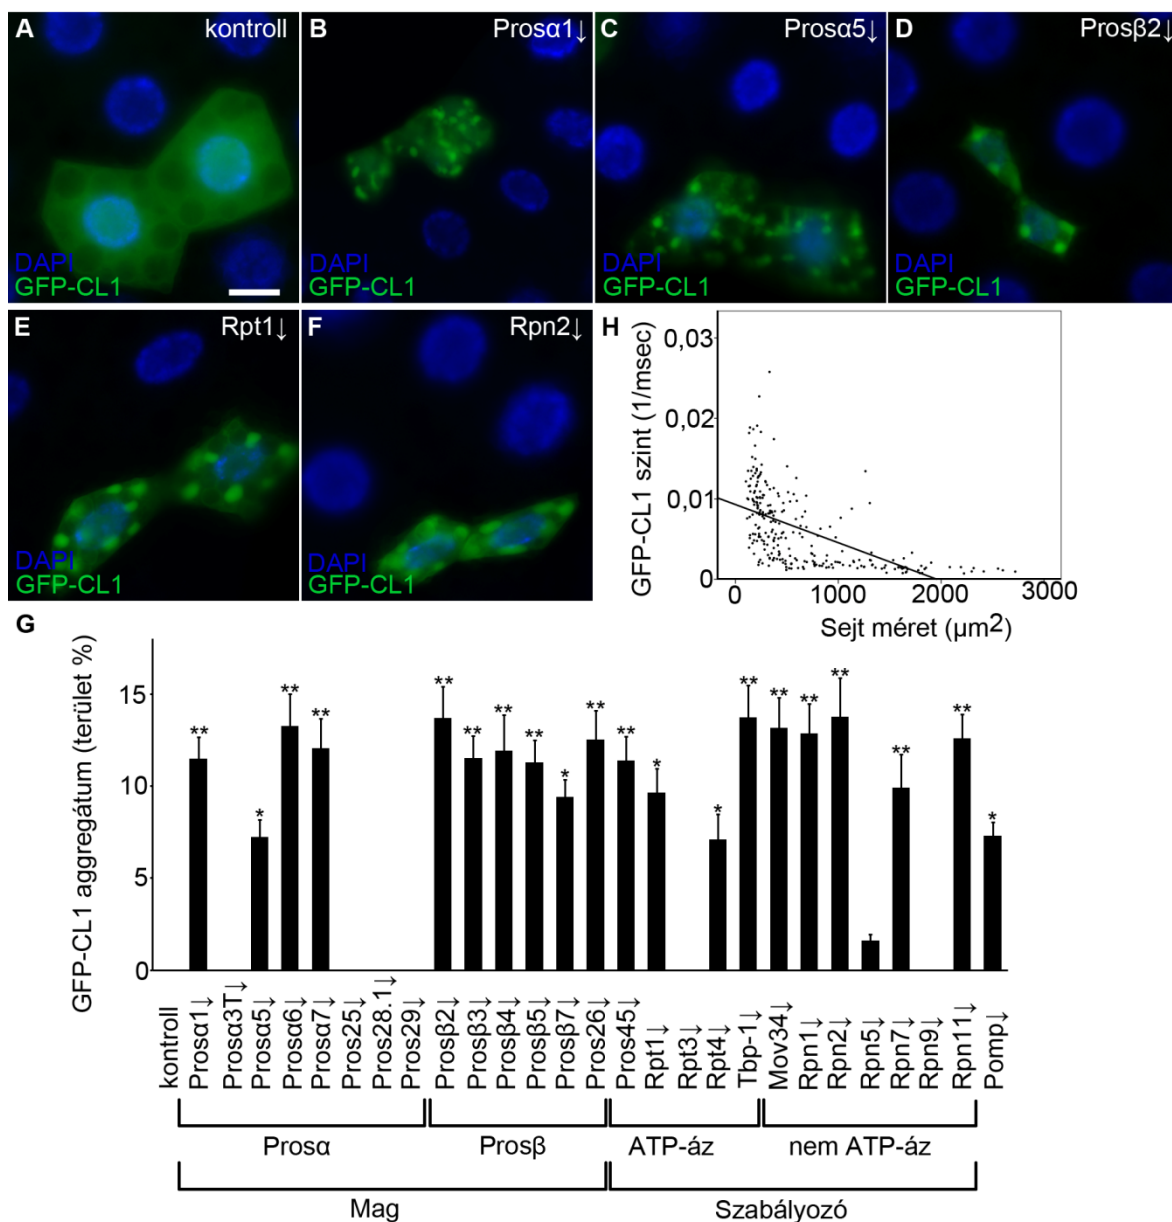 A kontroll
DAPI
GFP-CL1
B Prosα1↓
DAPI
GFP-CL1
C Prosα5↓
DAPI
GFP-CL1
D Prosβ2↓
DAPI
GFP-CL1
E Rpt1↓
DAPI
GFP-CL1
F Rpn2↓
DAPI
GFP-CL1
H
GFP-CL1 szint (1/msec)
0,03
0,02
0,01
0
0 1000 2000 3000
Sejt méret (µm2)
G
GFP-CL1 aggregátum (terület %)
15
10
5
0
** * ** ** ** ** ** ** * ** ** * * ** ** ** ** ** ** *
kontroll
Prosα1↓
Prosα3T↓
Prosα5↓
Prosα6↓
Prosα7↓
Pros25↓
Pros28.1↓
Pros29↓
Prosβ2↓
Prosβ3↓
Prosβ4↓
Prosβ5↓
Prosβ7↓
Pros26↓
Pros45↓
Rpt1↓
Rpt3↓
Rpt4↓
Tbp-1↓
Mov34↓
Rpn1↓
Rpn2↓
Rpn5↓
Rpn7↓
Rpn9↓
Rpn11↓
Pomp↓
Prosα Prosβ ATP-áz nem ATP-áz
Mag Szabályozó